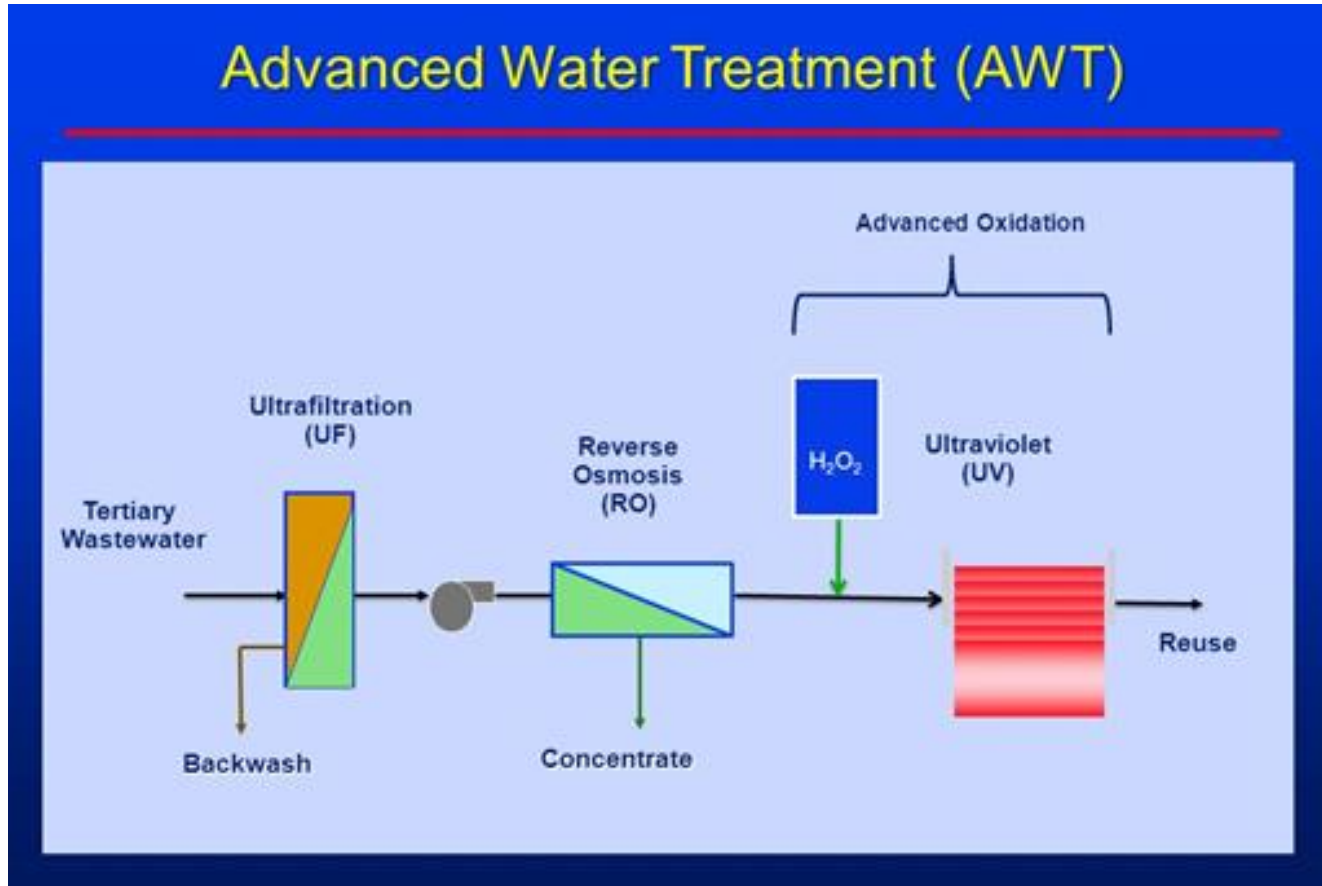 Advanced Water Treatment (AWT)
Advanced Oxidation
Ultrafiltration
(UF)
Reverse
Osmosis
(RO)
H₂O₂
Ultraviolet
(UV)
Tertiary
Wastewater
Reuse
Backwash
Concentrate